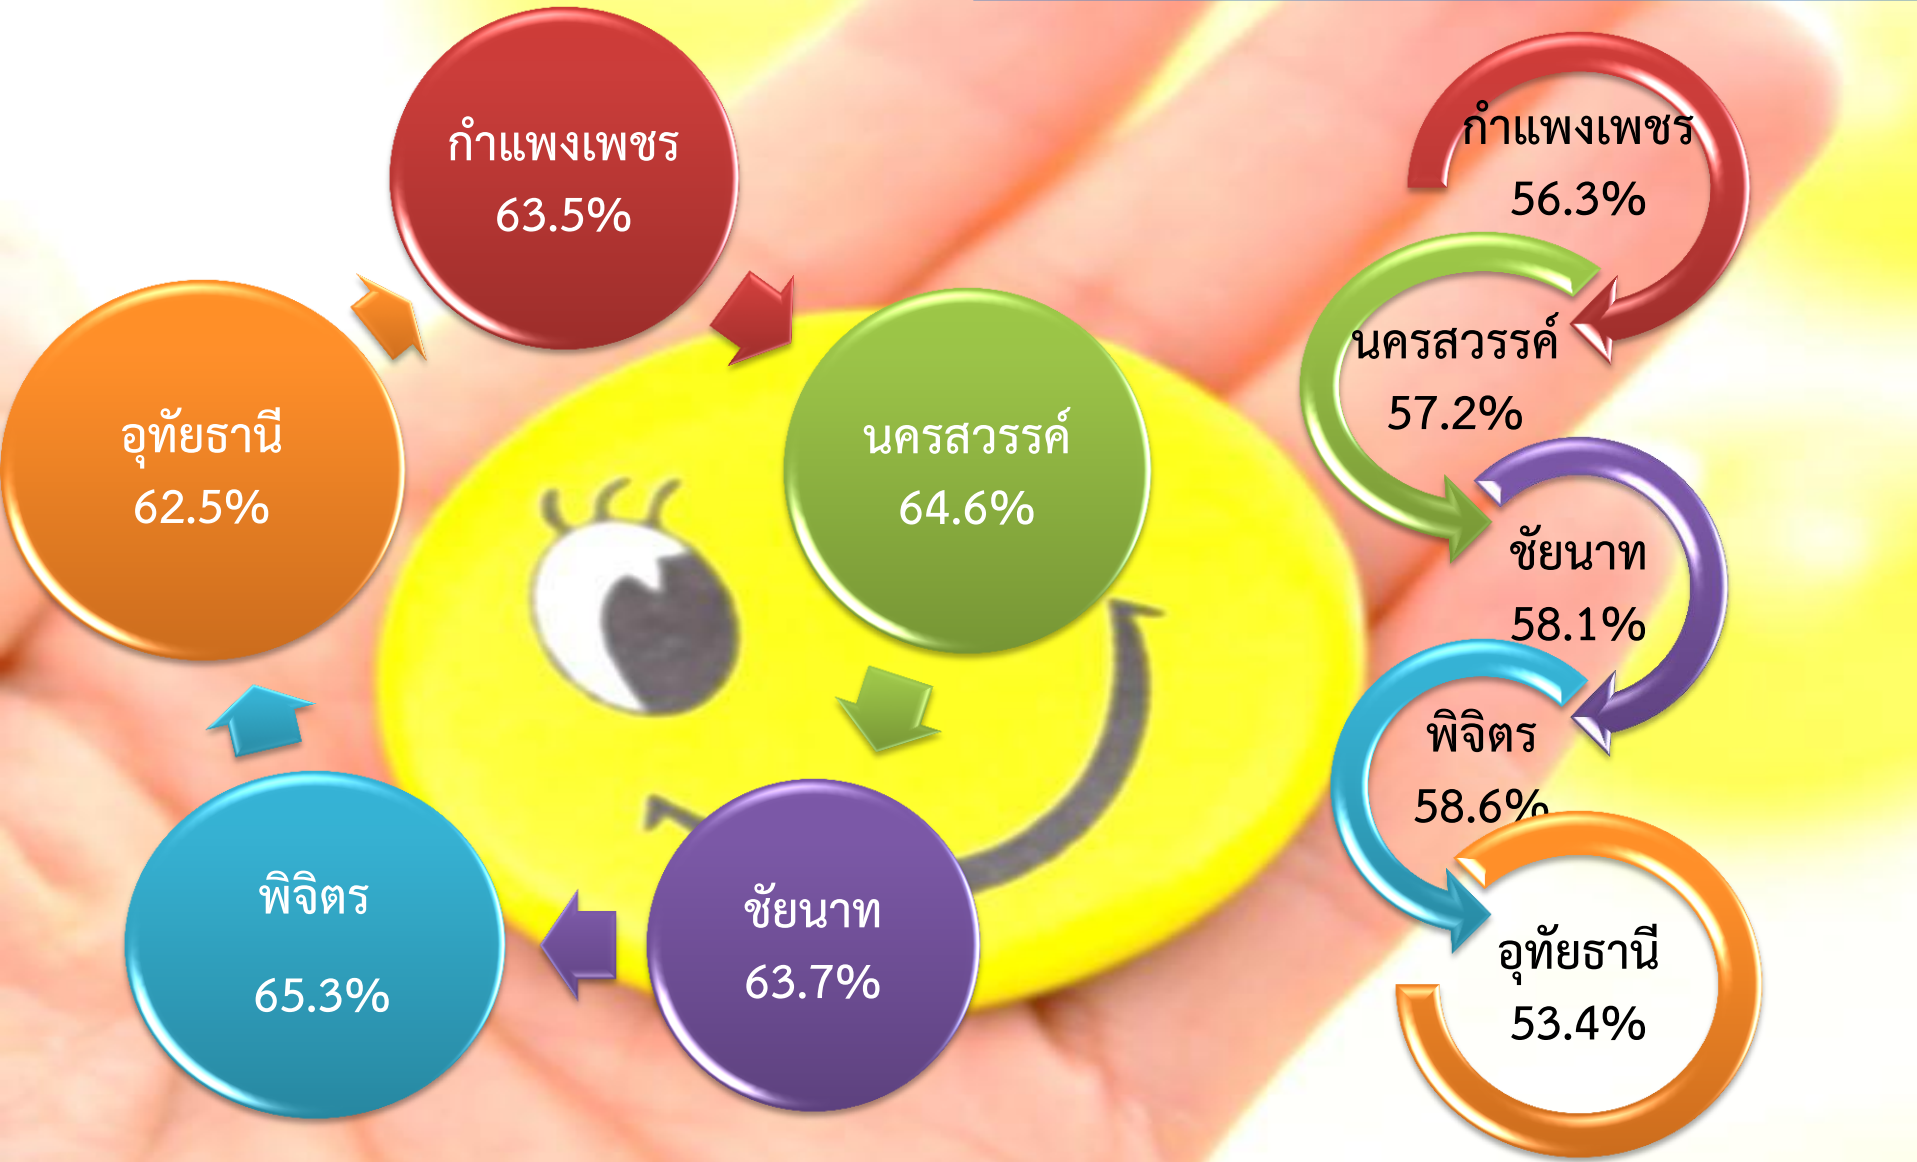 กำแพงเพชร
63.5%
นครสวรรค์
64.6%
ชัยนาท
63.7%
พิจิตร
65.3%
อุทัยธานี
62.5%
กำแพงเพชร
56.3%
นครสวรรค์
57.2%
ชัยนาท
58.1%
พิจิตร
58.6%
อุทัยธานี
53.4%